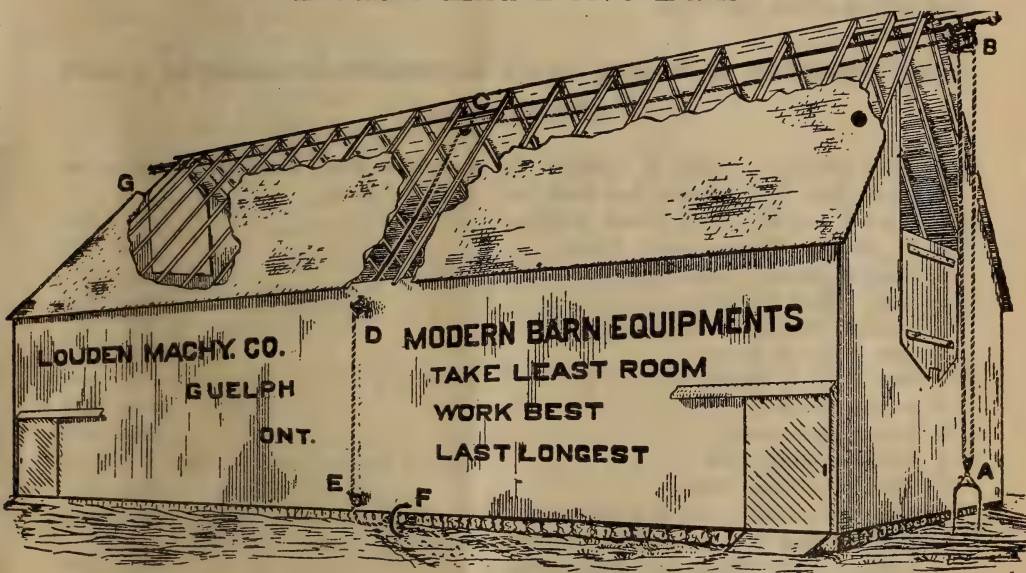 B
C
G
D
LOUDEN MACHY. CO.
GUELPH
ONT.
MODERN BARN EQUIPMENTS
TAKE LEAST ROOM
WORK BEST
LAST LONGEST
E
F
A